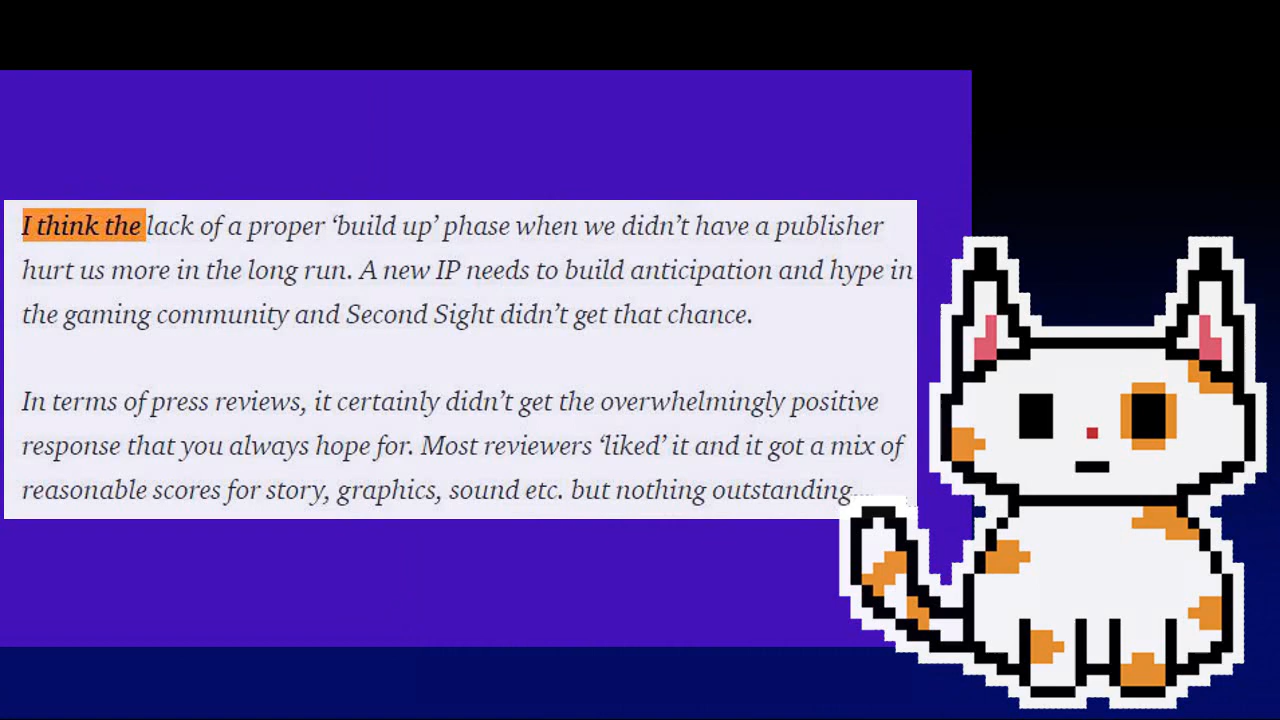 I think the lack of a proper ‘build up’ phase when we didn’t have a publisher
hurt us more in the long run. A new IP needs to build anticipation and hype in
the gaming community and Second Sight didn’t get that chance.
In terms of press reviews, it certainly didn’t get the overwhelmingly positive
response that you always hope for. Most reviewers ‘liked’ it and it got a mix of
reasonable scores for story, graphics, sound etc. but nothing outstanding...